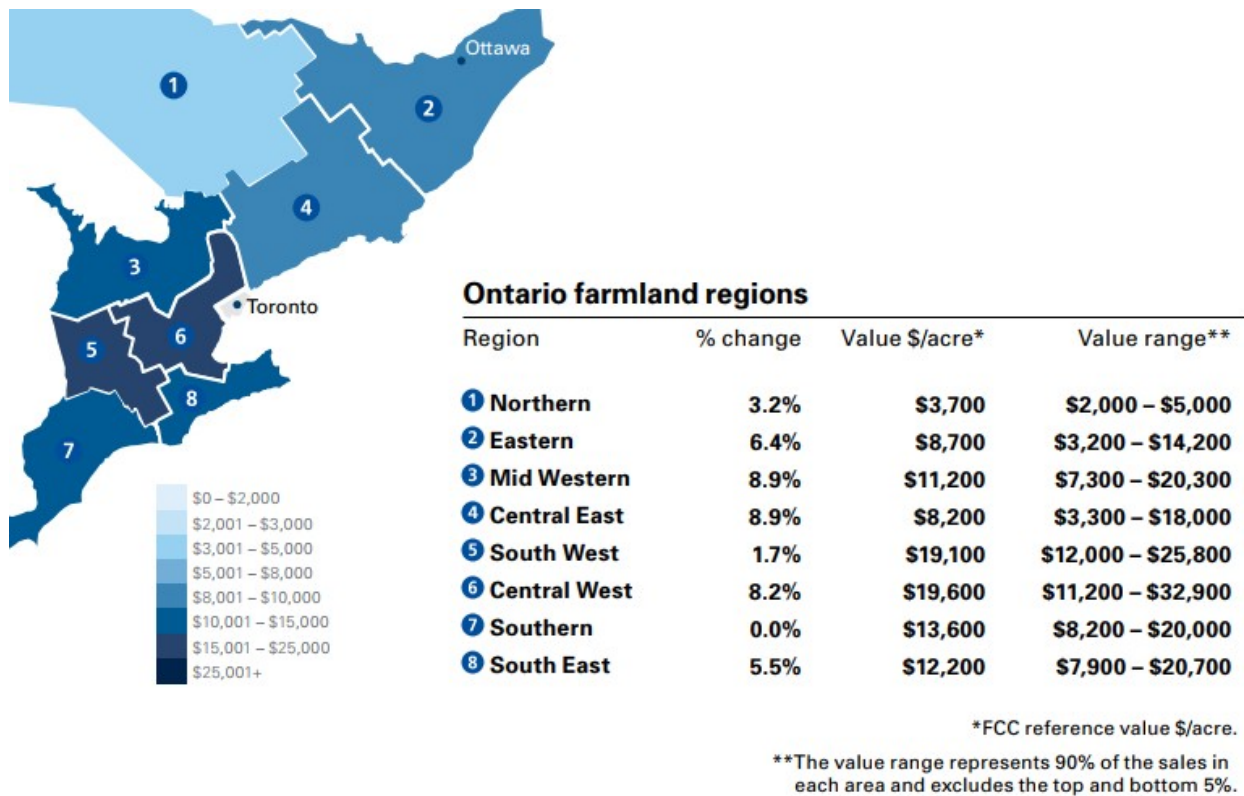 Ottawa
1
2
4
3
Toronto
6
5
8
7
$0 – $2,000
$2,001 – $3,000
$3,001 – $5,000
$5,001 – $8,000
$8,001 – $10,000
$10,001 – $15,000
$15,001 – $25,000
$25,001+
Ontario farmland regions
Region % change Value $/acre* Value range**
1 Northern 3.2% $3,700 $2,000 – $5,000
2 Eastern 6.4% $8,700 $3,200 – $14,200
3 Mid Western 8.9% $11,200 $7,300 – $20,300
4 Central East 8.9% $8,200 $3,300 – $18,000
5 South West 1.7% $19,100 $12,000 – $25,800
6 Central West 8.2% $19,600 $11,200 – $32,900
7 Southern 0.0% $13,600 $8,200 – $20,000
8 South East 5.5% $12,200 $7,900 – $20,700
*FCC reference value $/acre.
**The value range represents 90% of the sales in
each area and excludes the top and bottom 5%.